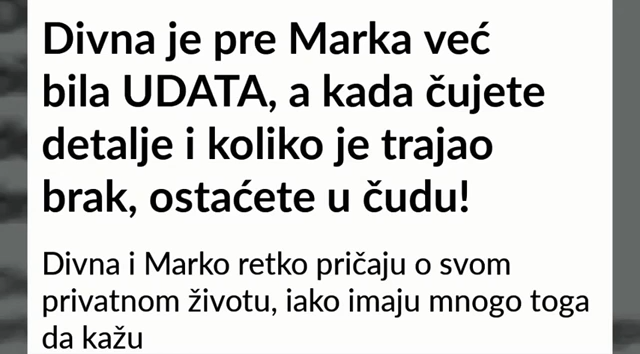 Divna je pre Marka već
bila UDATA, a kada čujete
detalje i koliko je trajao
brak, ostaćete u čudu!
Divna i Marko retko pričaju o svom
privatnom životu, iako imaju mnogo toga
da kažu